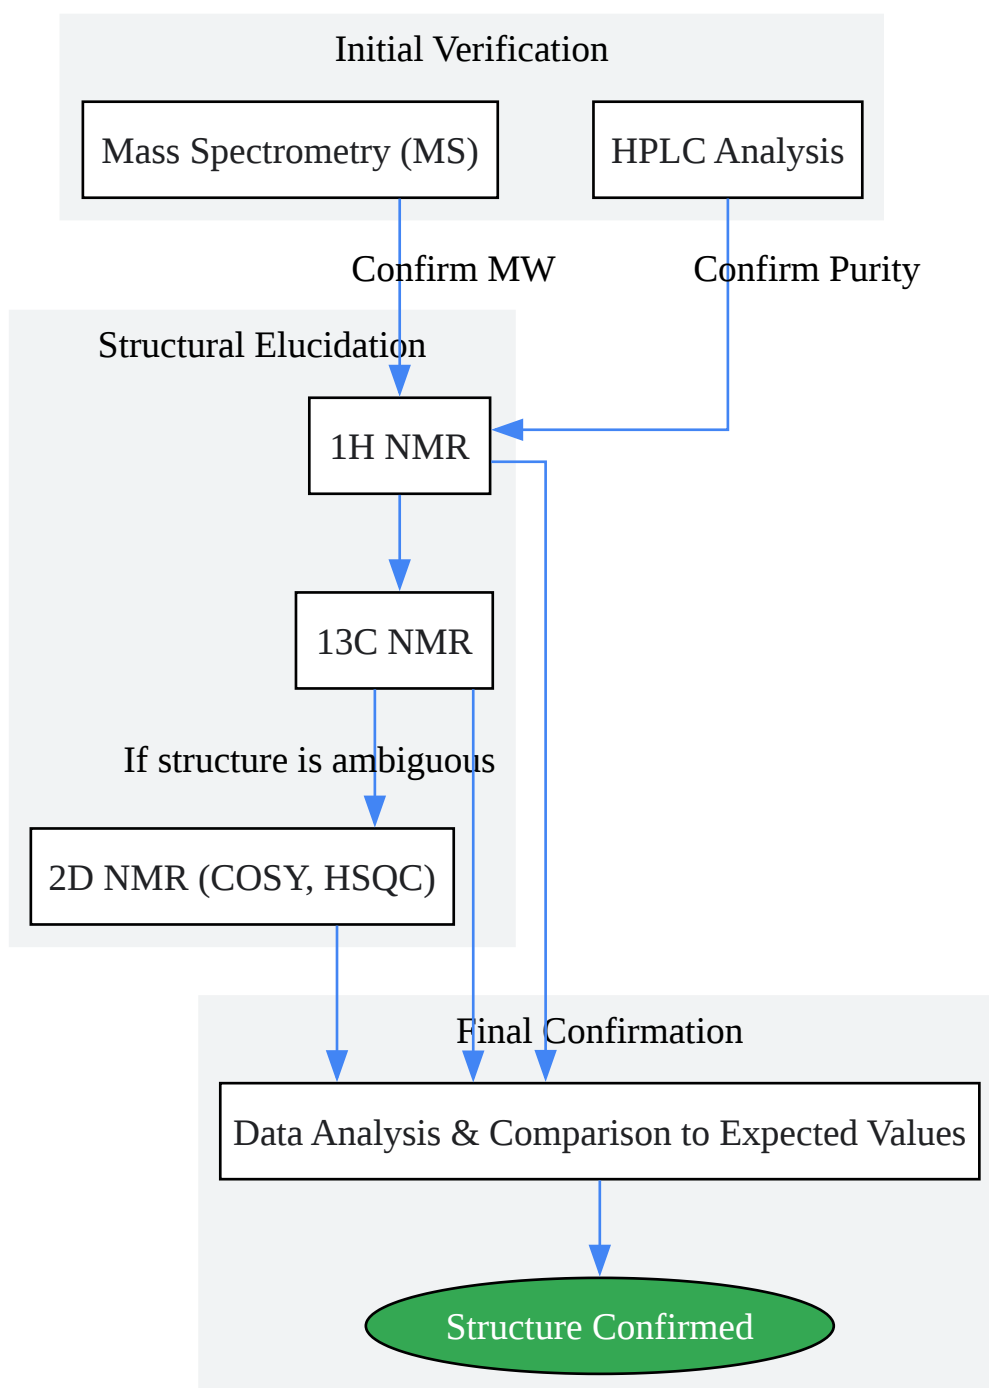 Initial Verification
Mass Spectrometry (MS)
HPLC Analysis
Confirm MW
Confirm Purity
Structural Elucidation
1H NMR
13C NMR
If structure is ambiguous
2D NMR (COSY, HSQC)
Final Confirmation
Data Analysis & Comparison to Expected Values
Structure Confirmed